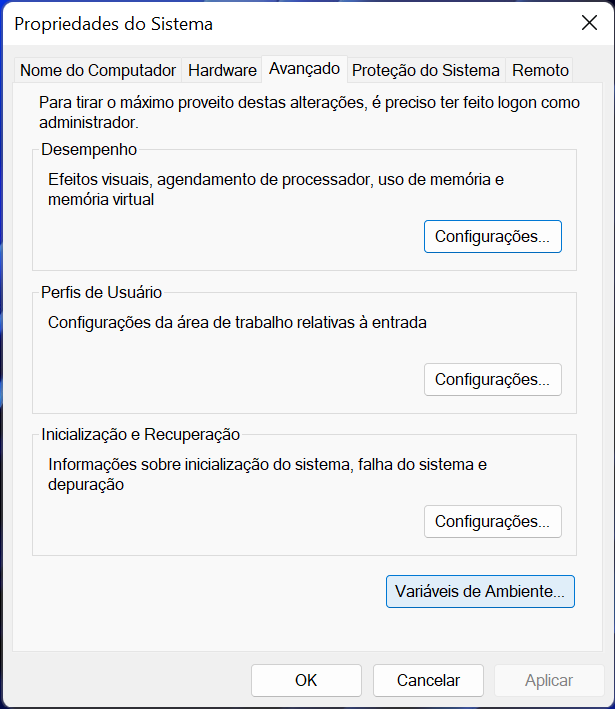 Propriedades do Sistema
Nome do Computador Hardware Avançado Proteção do Sistema Remoto
Para tirar o máximo proveito destas alterações, é preciso ter feito logon como
administrador.
Desempenho
Efeitos visuais, agendamento de processador, uso de memória e
memória virtual
Configurações...
Perfis de Usuário
Configurações da área de trabalho relativas à entrada
Configurações...
Inicialização e Recuperação
Informações sobre inicialização do sistema, falha do sistema e
depuração
Configurações...
Variáveis de Ambiente...
OK Cancelar Aplicar